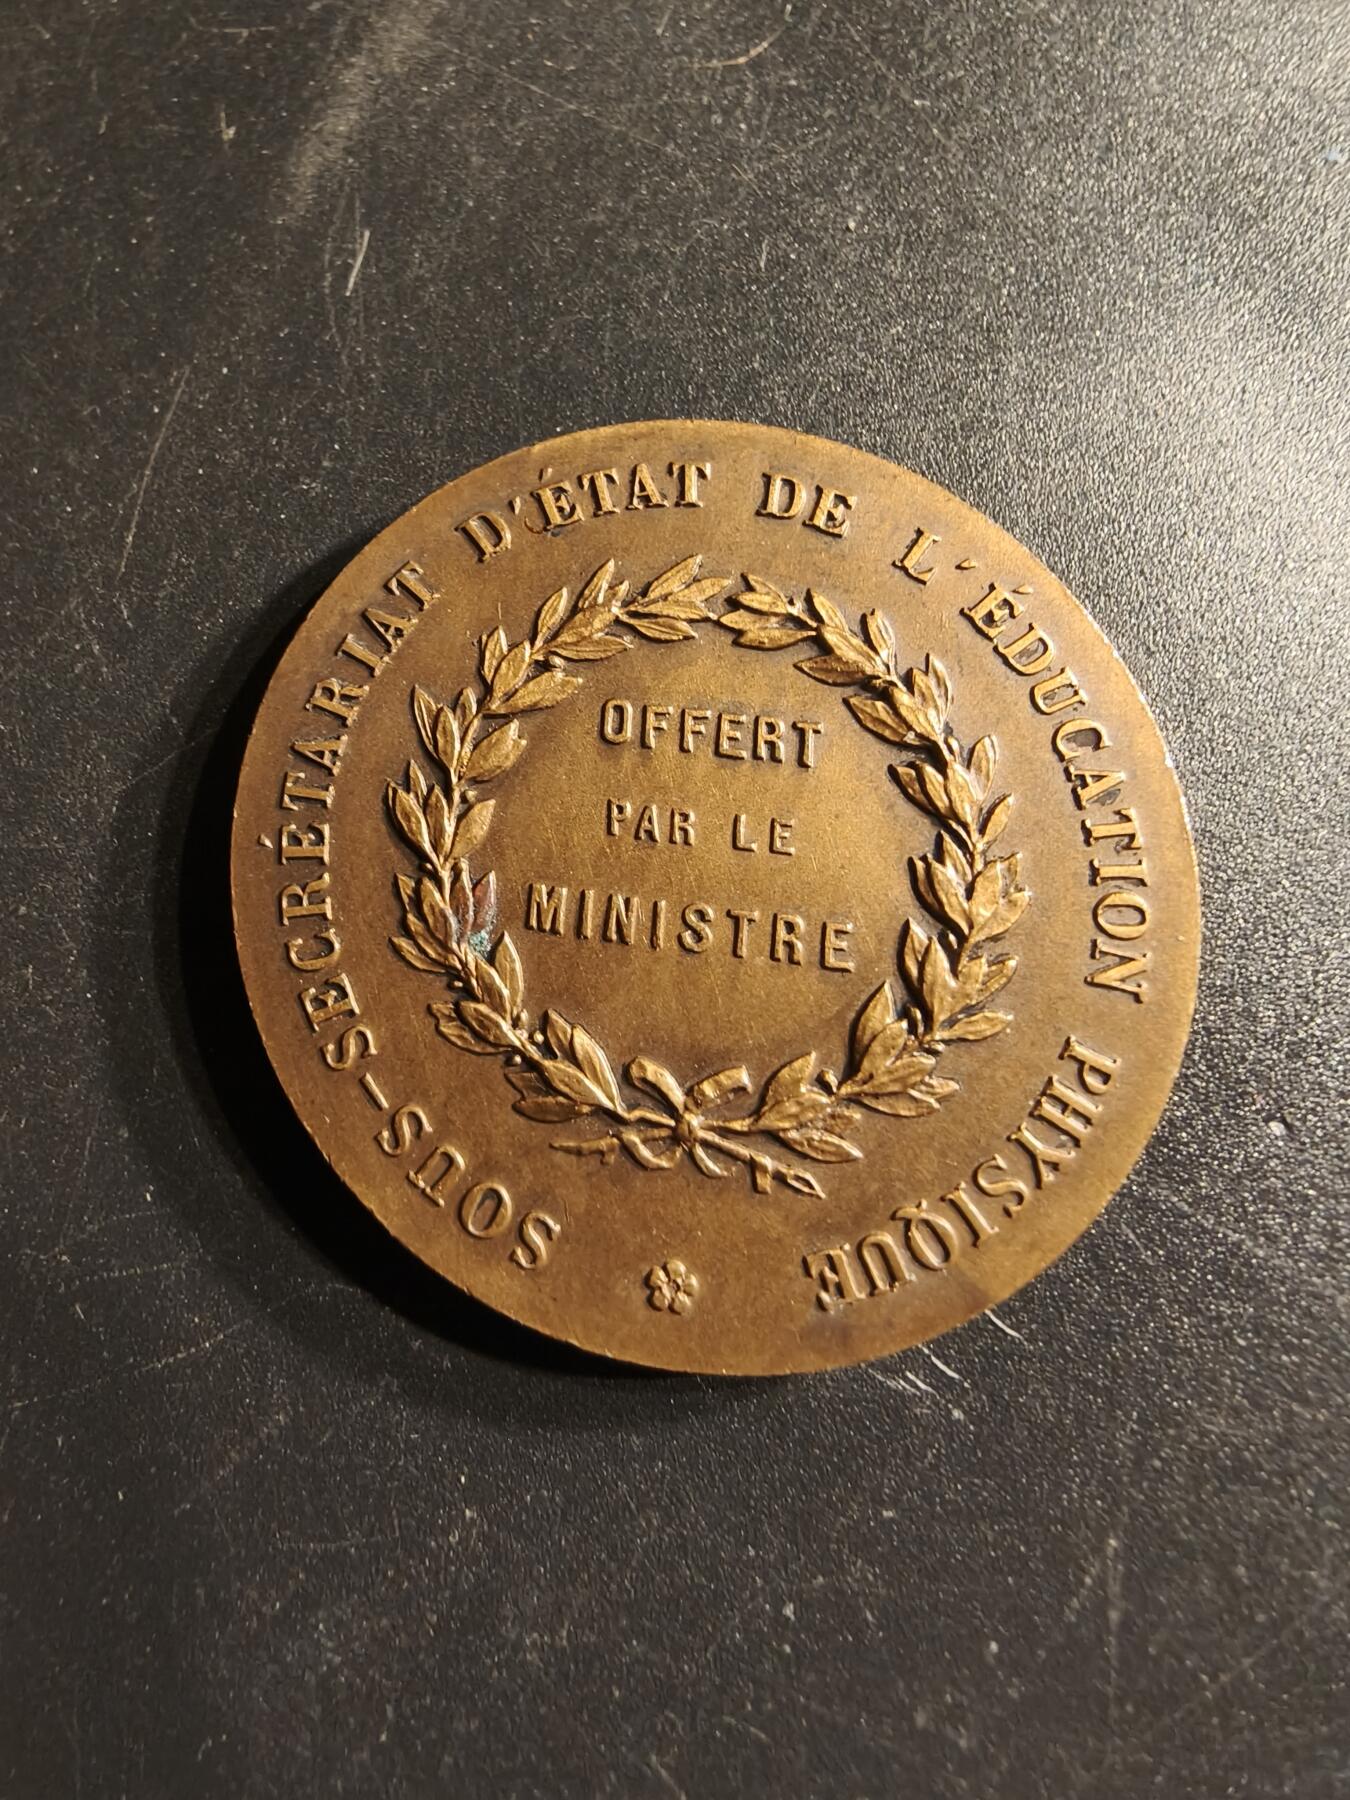 SOUS-SECRÉTARIAT D'ÉTAT DE L'ÉDUCATION PHYSIQUE
OFFERT
PAR LE
MINISTRE